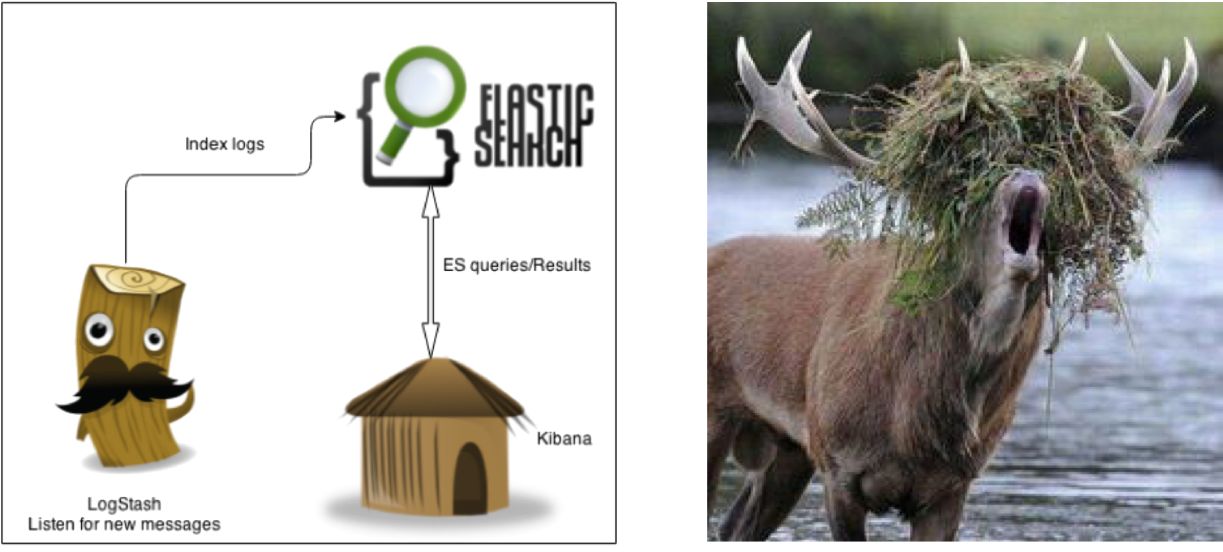 Index logs
ELASTIC
SEARCH
ES queries/Results
Kibana
LogStash
Listen for new messages